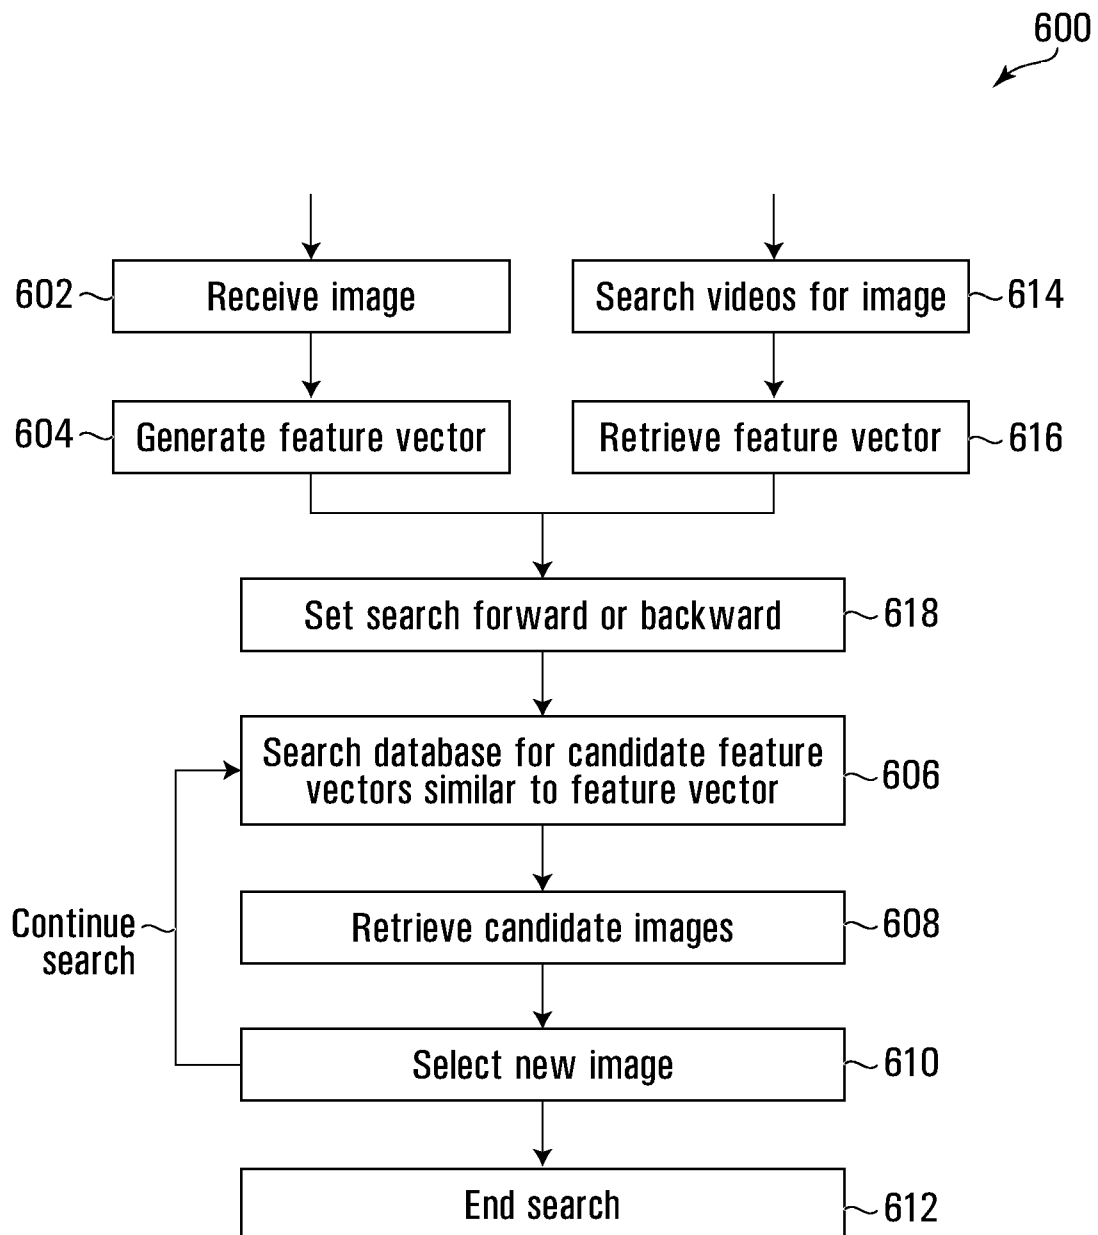 600
602
Receive image
Search videos for image
614
604
Generate feature vector
Retrieve feature vector
616
Set search forward or backward
618
Search database for candidate feature
vectors similar to feature vector
606
Continue
search
Retrieve candidate images
608
Select new image
610
End search
612